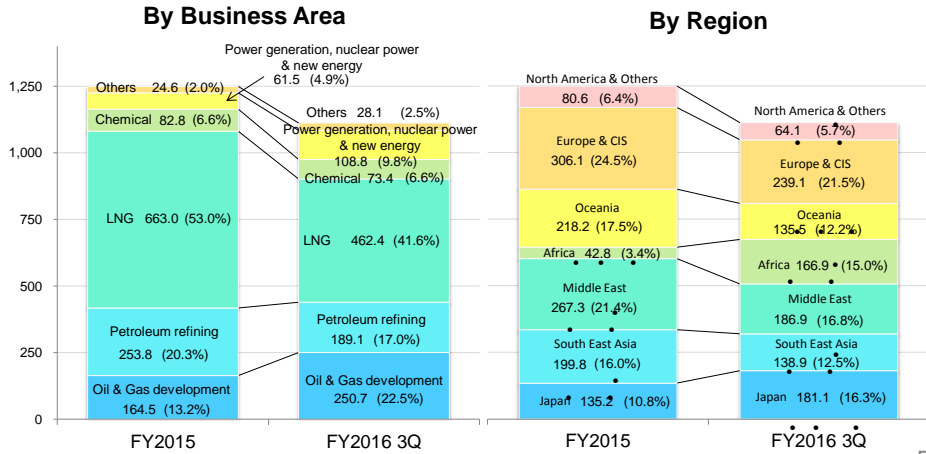 By Business Area
Power generation, nuclear power
& new energy
61.5 (4.9%)
Others 24.6 (2.0%)
Chemical 82.8 (6.6%)
LNG 663.0 (53.0%)
Petroleum refining
253.8 (20.3%)
Oil & Gas development
164.5 (13.2%)
Others 28.1 (2.5%)
Power generation, nuclear power
& new energy
108.8 (9.8%)
Chemical 73.4 (6.6%)
LNG 462.4 (41.6%)
Petroleum refining
189.1 (17.0%)
Oil & Gas development
250.7 (22.5%)
1,250
1,000
750
500
250
0
FY2015
FY2016 3Q
By Region
North America & Others
80.6 (6.4%)
Europe & CIS
306.1 (24.5%)
Oceania
218.2 (17.5%)
Africa 42.8 (3.4%)
Middle East
267.3 (21.4%)
South East Asia
199.8 (16.0%)
Japan 135.2 (10.8%)
North America & Others
64.1 (5.7%)
Europe & CIS
239.1 (21.5%)
Oceania
135.5 (12.2%)
Africa 166.9 (15.0%)
Middle East
186.9 (16.8%)
South East Asia
138.9 (12.5%)
Japan 181.1 (16.3%)
FY2015
FY2016 3Q